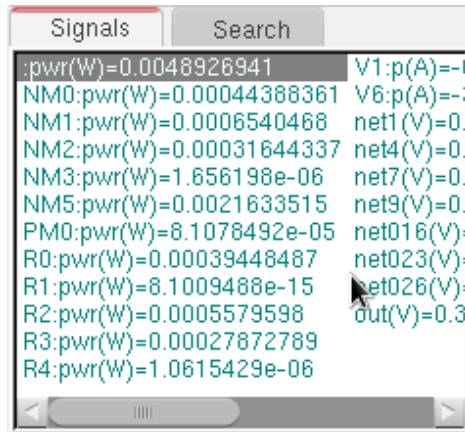 Signals
Search
:pwr(W)=0.0048926941
NM0:pwr(W)=0.00044388361
NM1:pwr(W)=0.0006540468
NM2:pwr(W)=0.00031644337
NM3:pwr(W)=1.656198e-06
NM5:pwr(W)=0.0021633515
PM0:pwr(W)=8.1078492e-05
R0:pwr(W)=0.00039448487
R1:pwr(W)=8.1009488e-15
R2:pwr(W)=0.0005579598
R3:pwr(W)=0.00027872789
R4:pwr(W)=1.0615429e-06
V1:p(A)=-
V6:p(A)=-
net1(V)=0.
net4(V)=0.
net7(V)=0.
net9(V)=0.
net016(V)=
net023(V)=
net026(V)=
out(V)=0.3